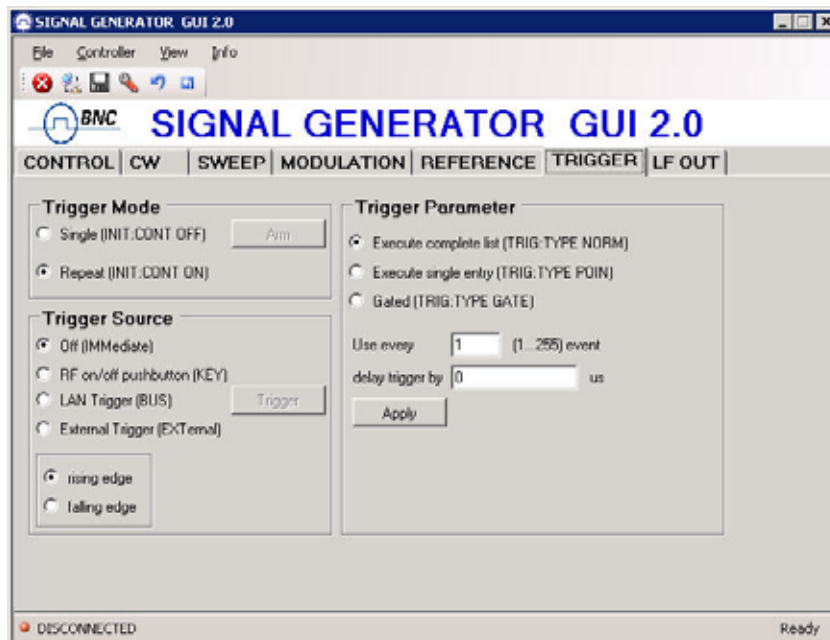 SIGNAL GENERATOR GUI 2.0
File Controller View Info
BNC SIGNAL GENERATOR GUI 2.0
CONTROL CW SWEEP MODULATION REFERENCE TRIGGER LF OUT
Trigger Mode
Single (INIT:CONT OFF) Arm
Repeat (INIT:CONT ON)
Trigger Source
Off (IMMediate)
RF on/off pushbutton (KEY)
LAN Trigger (BUS) Trigger
External Trigger (EXTernal)
rising edge
falling edge
Trigger Parameter
Execute complete list (TRIG:TYPE NORM)
Execute single entry (TRIG:TYPE POIN)
Gated (TRIG:TYPE GATE)
Use every 1 (1...255) event
delay trigger by 0 us
Apply
DISCONNECTED Ready